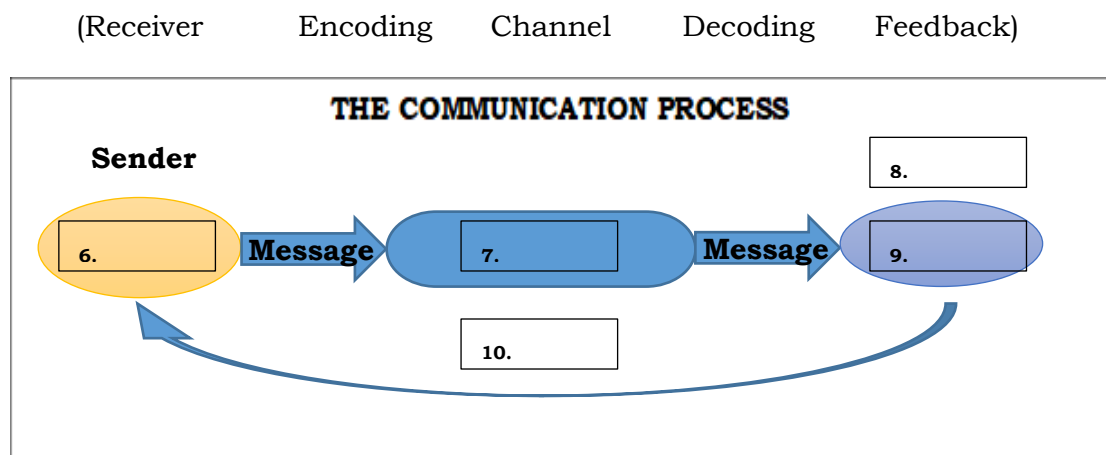 (Receiver Encoding Channel Decoding Feedback)
THE COMMUNICATION PROCESS
Sender
8.
6.
Message
7.
Message
9.
10.